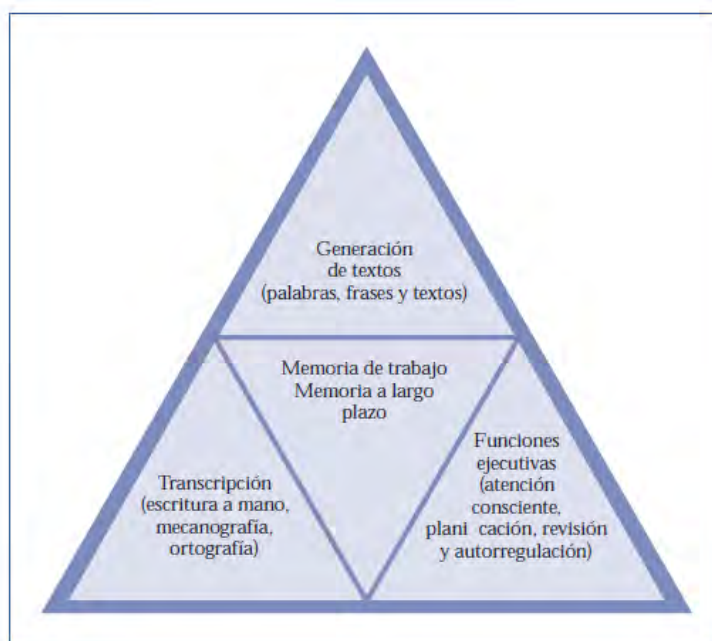 Generación
de textos
(palabras, frases y textos)
Memoria de trabajo
Memoria a largo
plazo
Transcripción
(escritura a mano,
mecanografía,
ortografía)
Funciones
ejecutivas
(atención
consciente,
plani cación, revisión
y autorregulación)